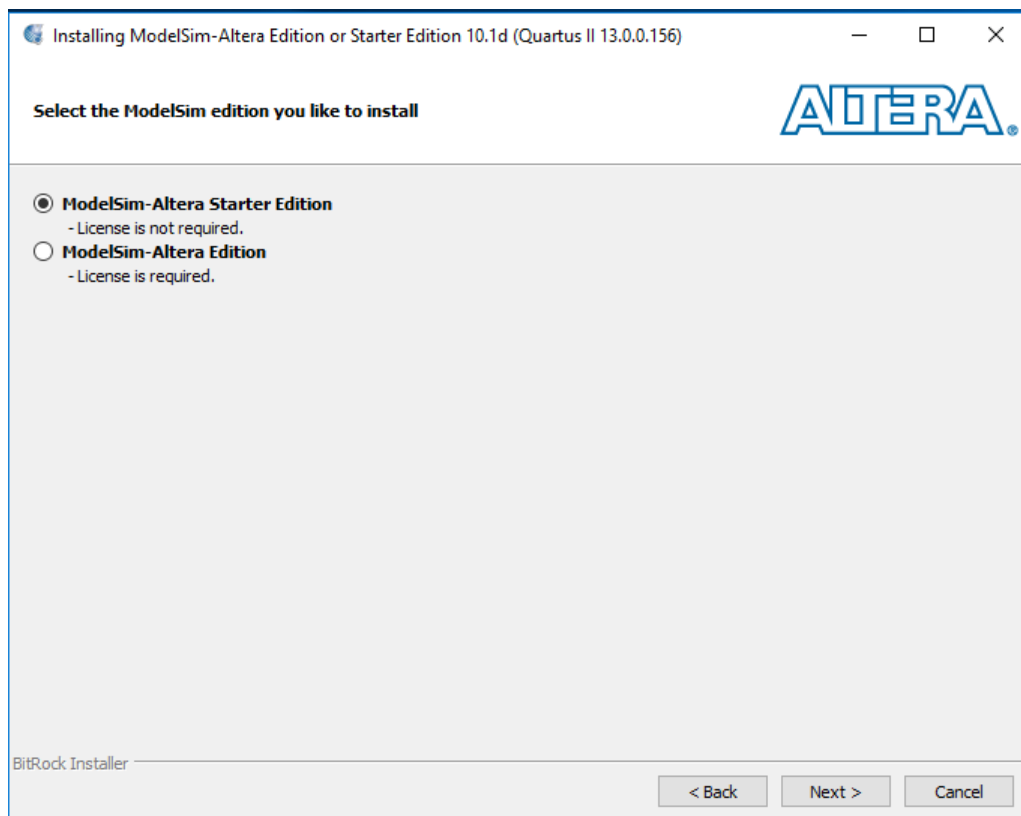 Installing ModelSim-Altera Edition or Starter Edition 10.1d (Quartus II 13.0.0.156)
Select the ModelSim edition you like to install
ALTERA®
ModelSim-Altera Starter Edition
- License is not required.
ModelSim-Altera Edition
- License is required.
BitRock Installer
< Back
Next >
Cancel